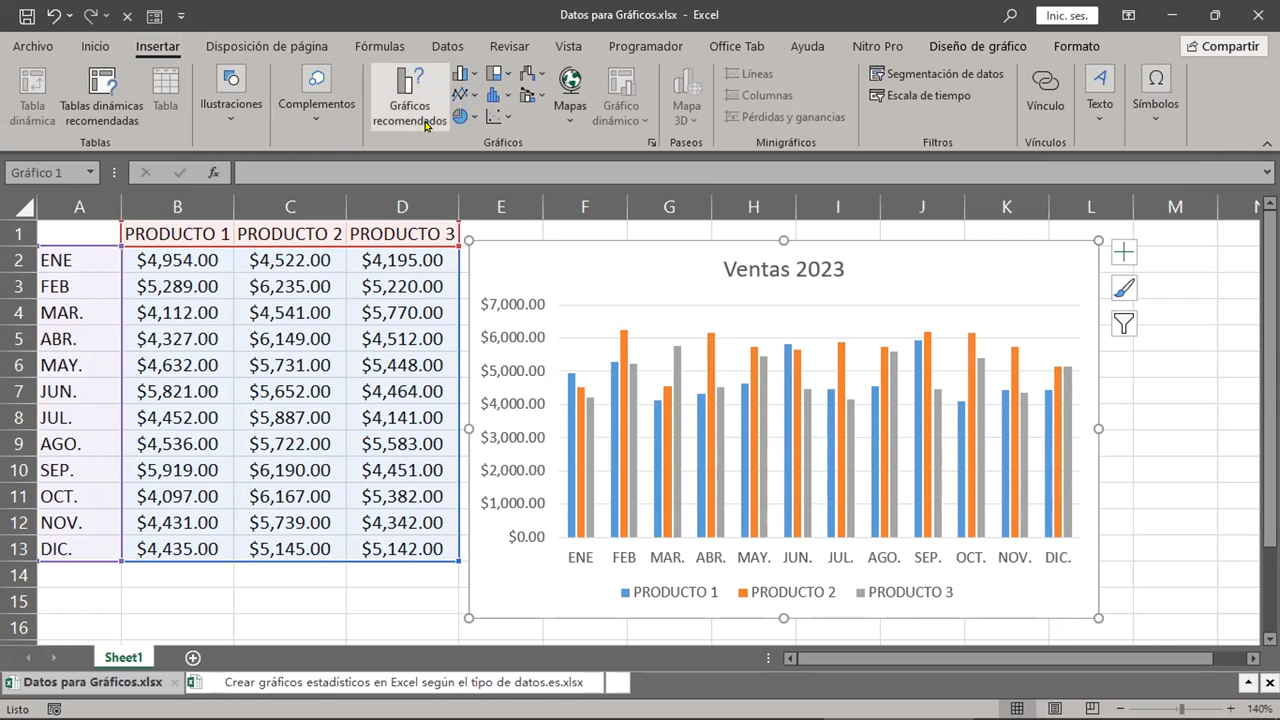 Datos para Gráficos.xlsx - Excel
Inic. ses.
Archivo Inicio Insertar Disposición de página Fórmulas Datos Revisar Vista Programador Office Tab Ayuda Nitro Pro Diseño de gráfico Formato Compartir
Tabla dinámica
Tablas dinámicas recomendadas
Tabla
Tablas
Ilustraciones
Complementos
Gráficos recomendados
Mapas
Gráfico dinámico
Gráficos
Mapa 3D
Paseos
Líneas
Columnas
Pérdidas y ganancias
Minigráficos
Segmentación de datos
Escala de tiempo
Filtros
Vínculo
Vínculos
Texto
Símbolos
Gráfico 1
fx
A B C D E F G H I J K L M N
1 PRODUCTO 1 PRODUCTO 2 PRODUCTO 3
2 ENE $4,954.00 $4,522.00 $4,195.00
3 FEB $5,289.00 $6,235.00 $5,220.00
4 MAR. $4,112.00 $4,541.00 $5,770.00
5 ABR. $4,327.00 $6,149.00 $4,512.00
6 MAY. $4,632.00 $5,731.00 $5,448.00
7 JUN. $5,821.00 $5,652.00 $4,464.00
8 JUL. $4,452.00 $5,887.00 $4,141.00
9 AGO. $4,536.00 $5,722.00 $5,583.00
10 SEP. $5,919.00 $6,190.00 $4,451.00
11 OCT. $4,097.00 $6,167.00 $5,382.00
12 NOV. $4,431.00 $5,739.00 $4,342.00
13 DIC. $4,435.00 $5,145.00 $5,142.00
14
15
16
Ventas 2023
$7,000.00
$6,000.00
$5,000.00
$4,000.00
$3,000.00
$2,000.00
$1,000.00
$0.00
ENE FEB MAR. ABR. MAY. JUN. JUL. AGO. SEP. OCT. NOV. DIC.
PRODUCTO 1 PRODUCTO 2 PRODUCTO 3
Sheet1
Datos para Gráficos.xlsx
Crear gráficos estadísticos en Excel según el tipo de datos.es.xlsx
Listo
140%